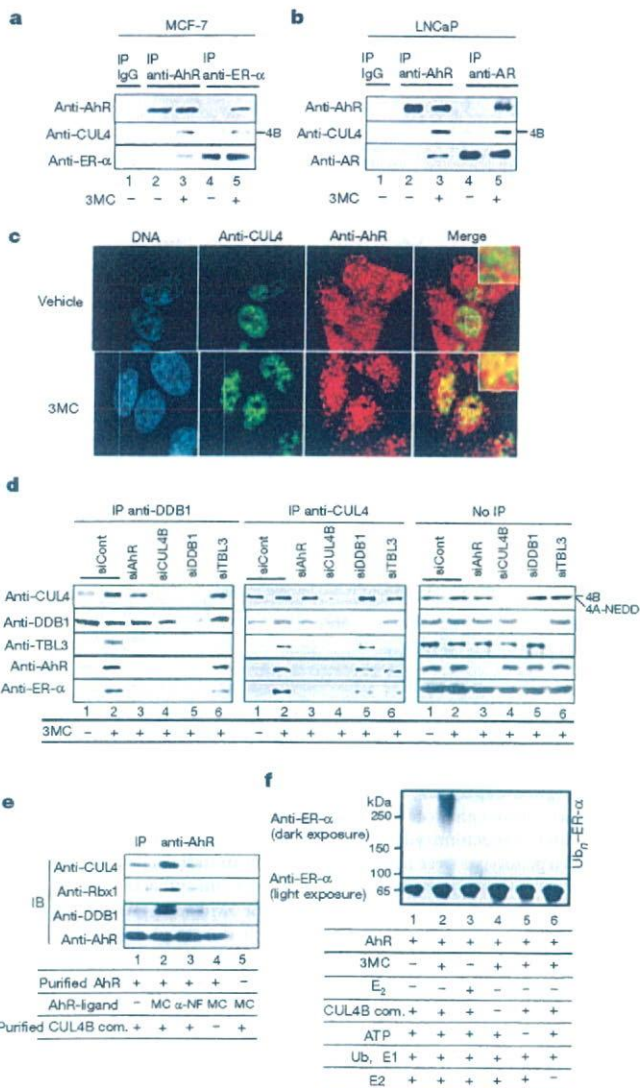 a
MCF-7
IP IgG
IP anti-AhR
IP anti-ER-α
Anti-AhR
Anti-CUL4
4B
Anti-ER-α
1 2 3 4 5
3MC - - + - +
b
LNCaP
IP IgG
IP anti-AhR
IP anti-AR
Anti-AhR
Anti-CUL4
4B
Anti-AR
1 2 3 4 5
3MC - - + - +
c
DNA Anti-CUL4 Anti-AhR Merge
Vehicle
3MC
d
IP anti-DDB1 IP anti-CUL4 No IP
siCont siAhR siCUL4B siDDB1 siTBL3 siCont siAhR siCUL4B siDDB1 siTBL3 siCont siAhR siCUL4B siDDB1 siTBL3
Anti-CUL4
4B
4A-NEDD
Anti-DDB1
Anti-TBL3
Anti-AhR
Anti-ER-α
1 2 3 4 5 6 1 2 3 4 5 6 1 2 3 4 5 6
3MC - + + + + + - + + + + + - + + + + +
e
IP anti-AhR
IB
Anti-CUL4
Anti-Rbx1
Anti-DDB1
Anti-AhR
1 2 3 4 5
Purified AhR + + + + -
AhR-ligand - MC α-NF MC MC
Purified CUL4B com. + + + - +
f
kDa
Anti-ER-α (dark exposure)
250
150
100
Anti-ER-α (light exposure)
65
Ubn-ER-α
1 2 3 4 5 6
AhR + + + + + +
3MC - + - + + +
E2 - - + - - -
CUL4B com. + + + - + +
ATP + + + + - +
Ub, E1 + + + + + +
E2 + + + + + -